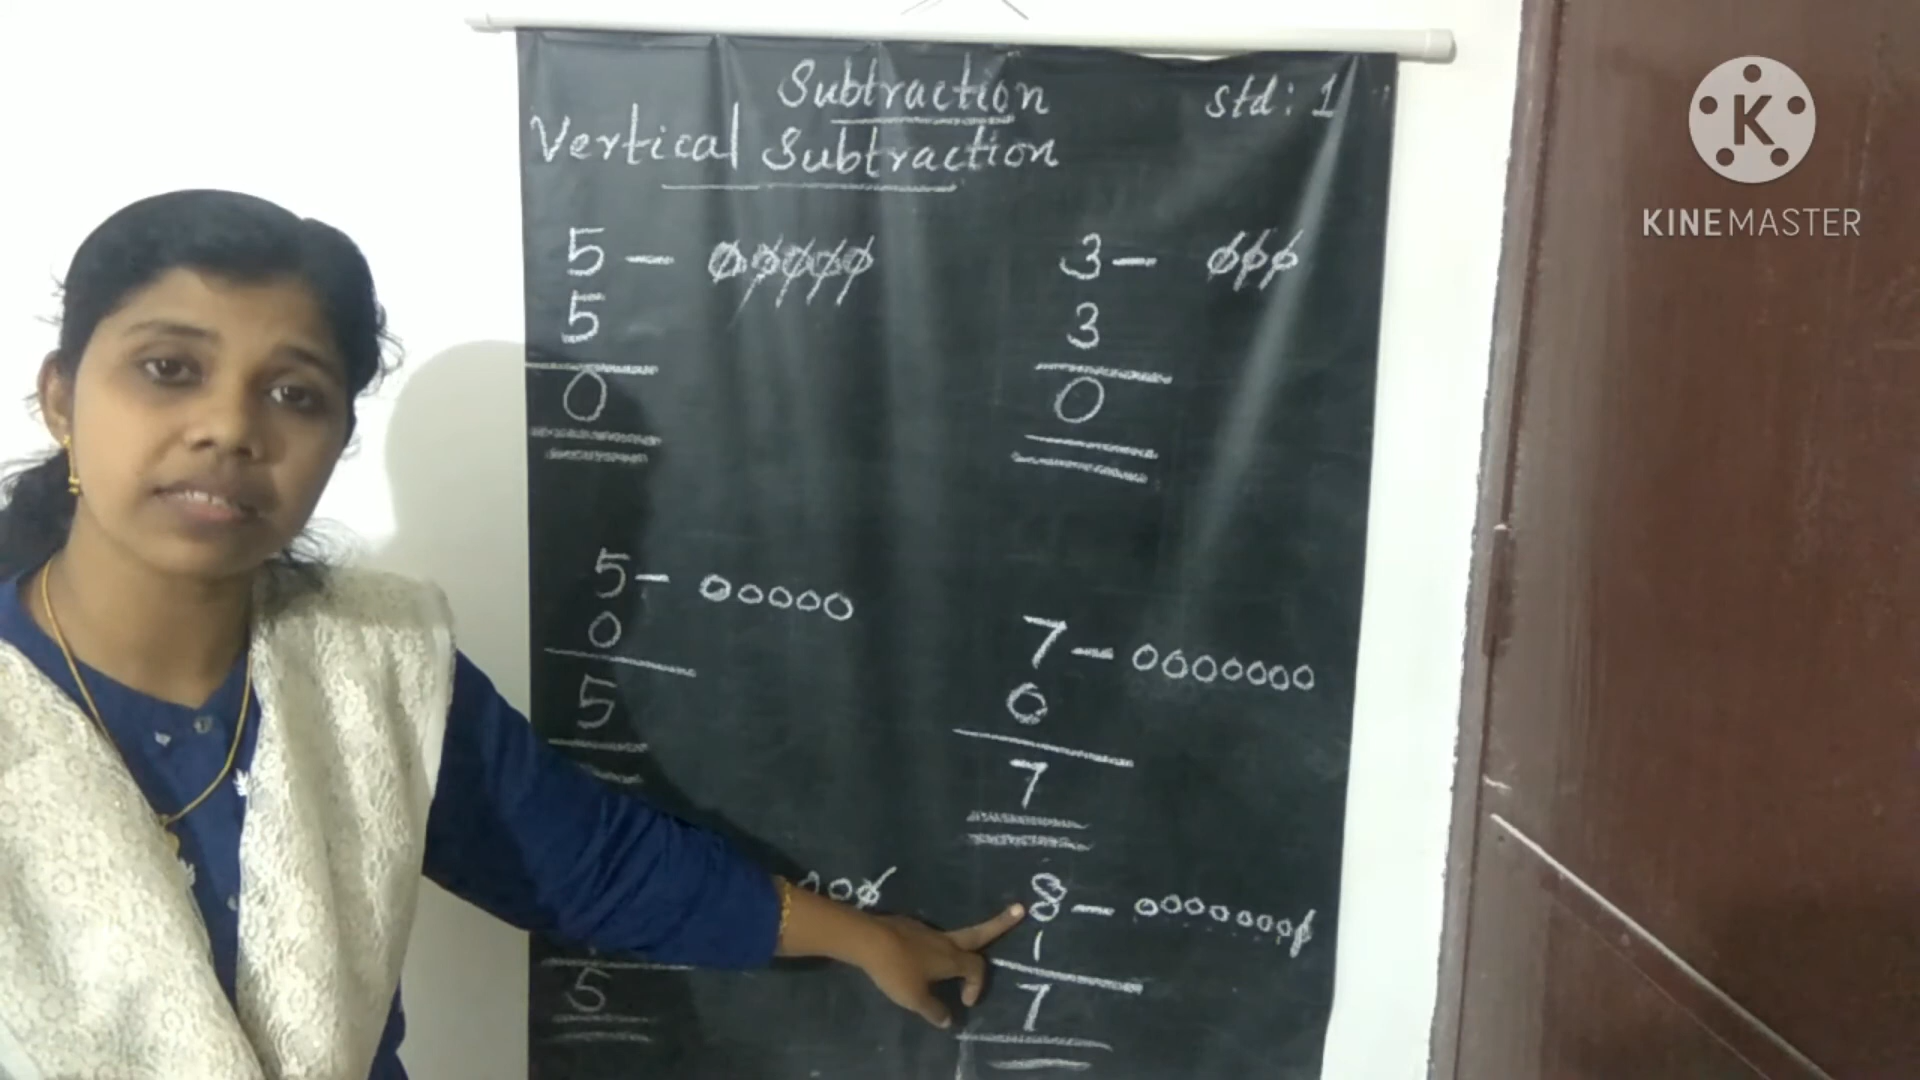 Subtraction
std: 1
Vertical Subtraction
5 - 00000
5
0
3 - 000
3
0
5 - 00000
0
5
7 - 0000000
0
7
000
5
8 - 00000000
1
7
K
KINEMASTER